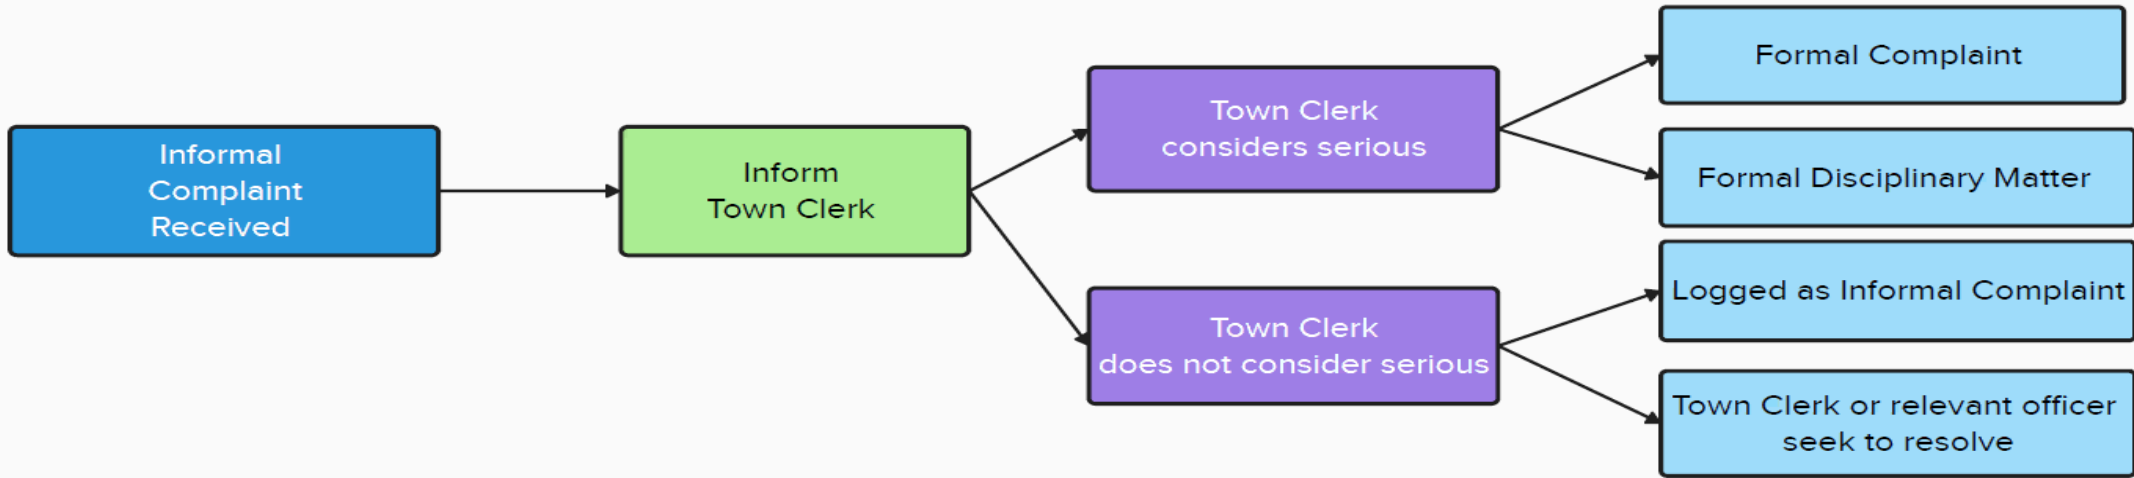 Informal
Complaint
Received
Inform
Town Clerk
Town Clerk
considers serious
Town Clerk
does not consider serious
Formal Complaint
Formal Disciplinary Matter
Logged as Informal Complaint
Town Clerk or relevant officer
seek to resolve